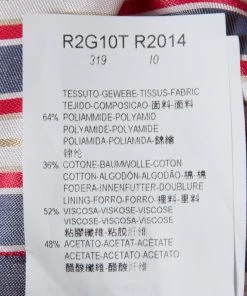 R2G10T R2014
319 10
TESSUTO-GEWEBE-TISSUS-FABRIC
TEJIDO-COMPOSICAO-面料-面料
64% POLIAMMIDE-POLYAMID
POLYAMIDE-POLYAMIDE
POLIAMIDA-POLIAMIDA-錦綸
锦纶
36% COTONE-BAUMWOLLE-COTON
COTTON-ALGODÓN-ALGODÃO-棉-棉
FODERA-INNENFUTTER-DOUBLURE
LINING-FORRO-FORRO-裡料-里料
52% VISCOSA-VISKOSE-VISCOSE
VISCOSE-VISCOSA-VISCOSE
粘膠纖維-粘胶纤维
48% ACETATO-ACETAT-ACÉTATE
ACETATE-ACETATO-ACETATO
醋酸纖維-醋酸纤维